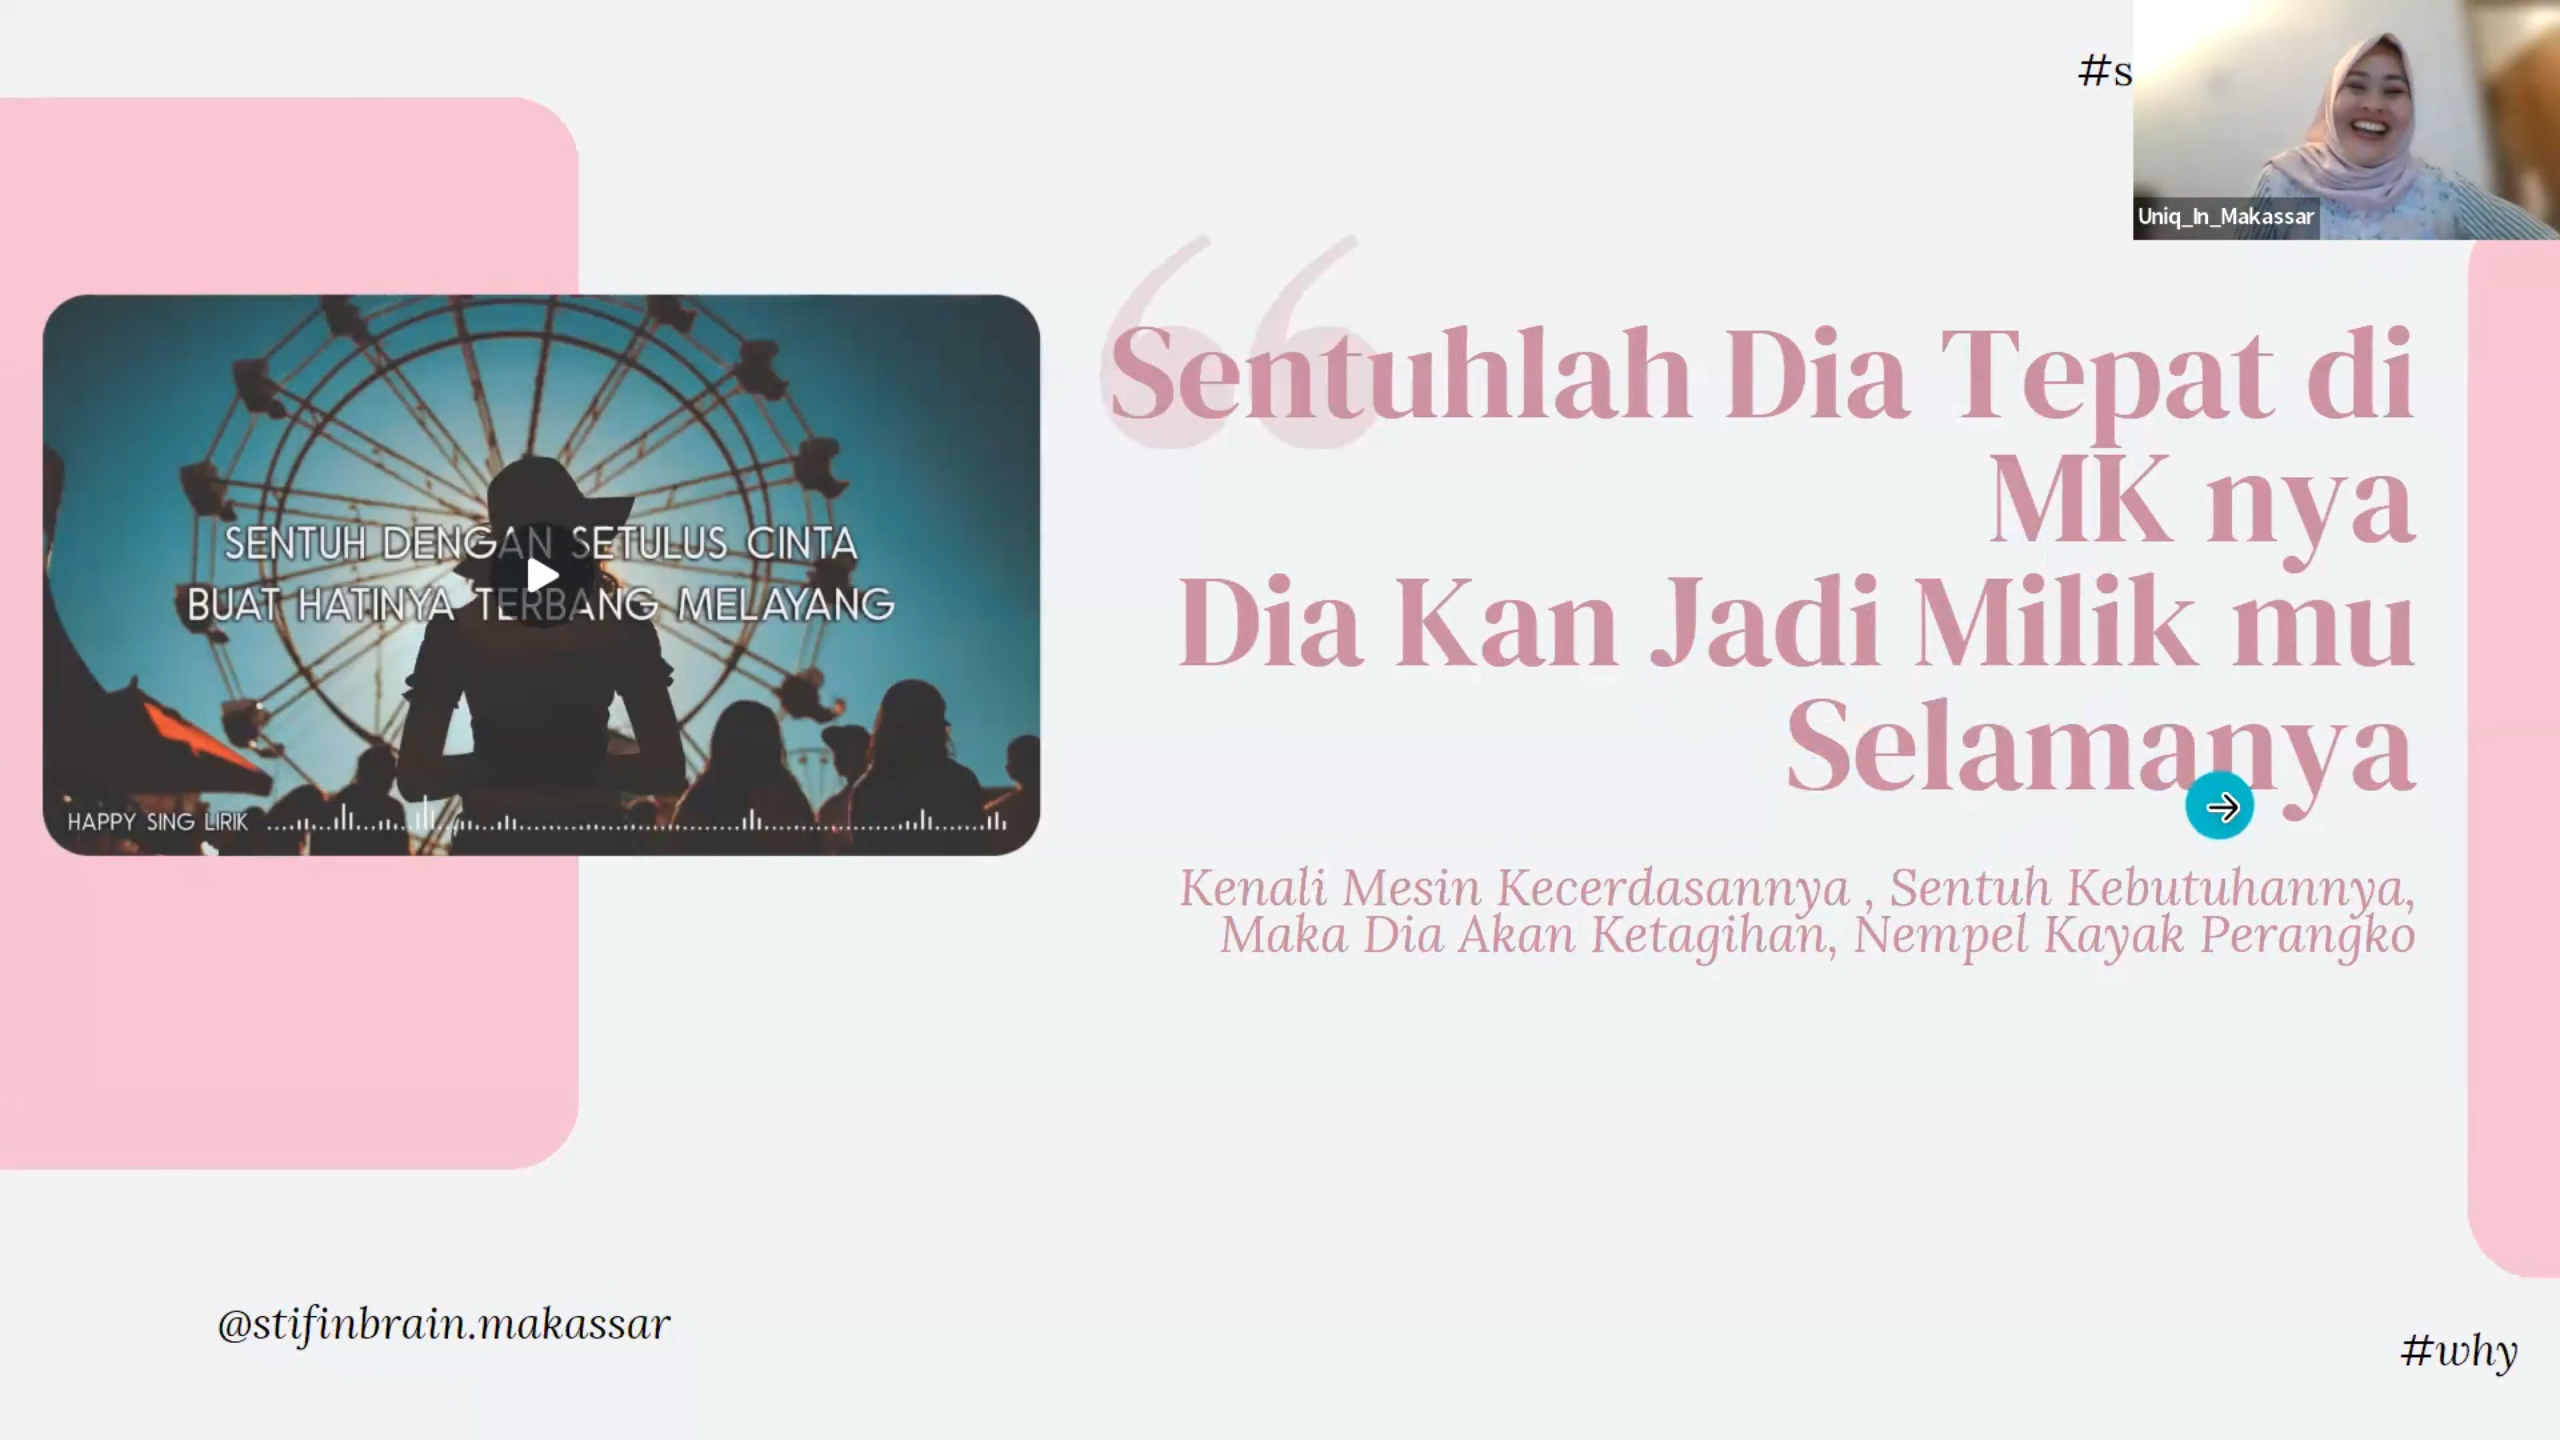 #s
Uniq_In_Makassar
SENTUH DENGAN SETULUS CINTA
BUAT HATINYA TERBANG MELAYANG
HAPPY SING LIRIK
Sentuhlah Dia Tepat di
MK nya
Dia Kan Jadi Milik mu
Selamanya
Kenali Mesin Kecerdasannya , Sentuh Kebutuhannya,
Maka Dia Akan Ketagihan, Nempel Kayak Perangko
@stifinbrain.makassar
#why